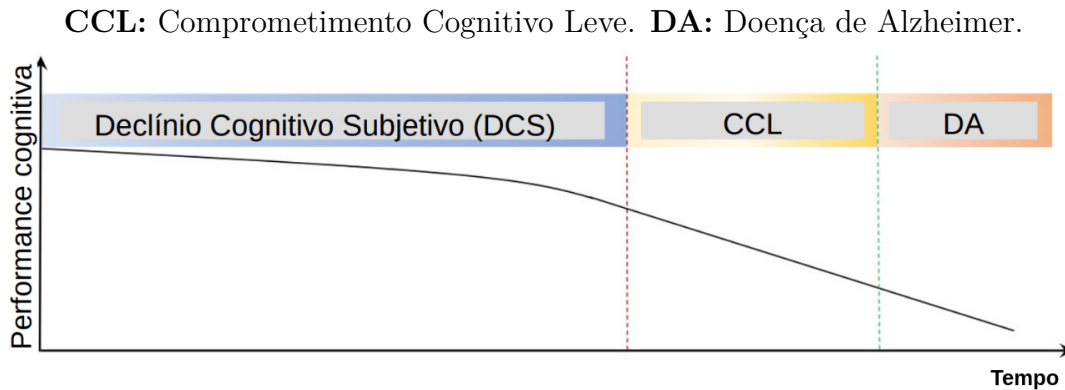 CCL: Comprometimento Cognitivo Leve. DA: Doença de Alzheimer.
Performance cognitiva
Declínio Cognitivo Subjetivo (DCS)
CCL
DA
Tempo